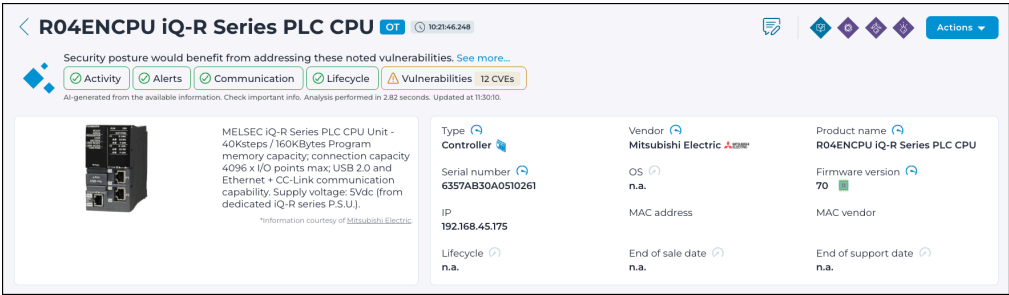 R04ENCPU iQ-R Series PLC CPU OT 10:21:46.248 Actions
Security posture would benefit from addressing these noted vulnerabilities. See more...
Activity Alerts Communication Lifecycle Vulnerabilities 12 CVEs
AI-generated from the available information. Check important info. Analysis performed in 2.82 seconds. Updated at 11:30:10.
MELSEC iQ-R Series PLC CPU Unit -
40Ksteps / 160KBytes Program
memory capacity; connection capacity
4096 x I/O points max; USB 2.0 and
Ethernet + CC-Link communication
capability. Supply voltage: 5Vdc (from
dedicated iQ-R series P.S.U.).
*Information courtesy of Mitsubishi Electric.
Type Vendor Product name
Controller Mitsubishi Electric R04ENCPU iQ-R Series PLC CPU
Serial number OS Firmware version
6357AB30A0510261 n.a. 70
IP MAC address MAC vendor
192.168.45.175
Lifecycle End of sale date End of support date
n.a. n.a. n.a.